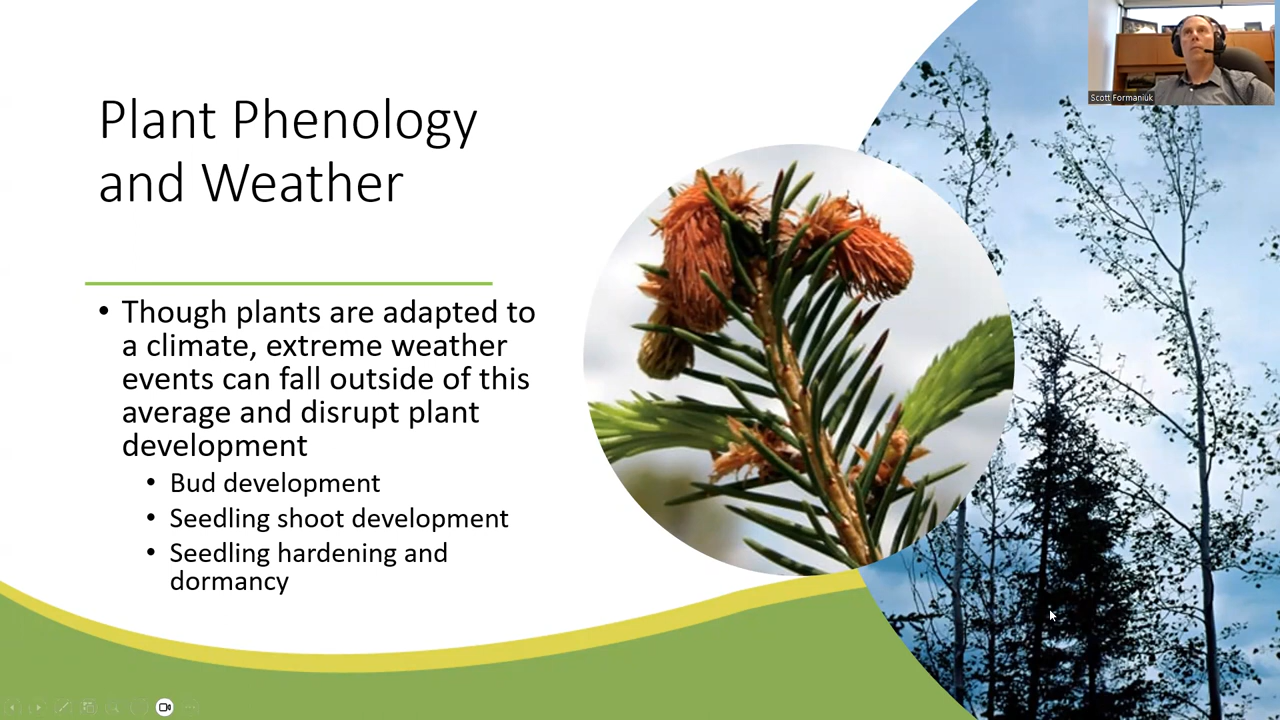 Scott Formaniuk
Plant Phenology
and Weather
• Though plants are adapted to
a climate, extreme weather
events can fall outside of this
average and disrupt plant
development
• Bud development
• Seedling shoot development
• Seedling hardening and
dormancy